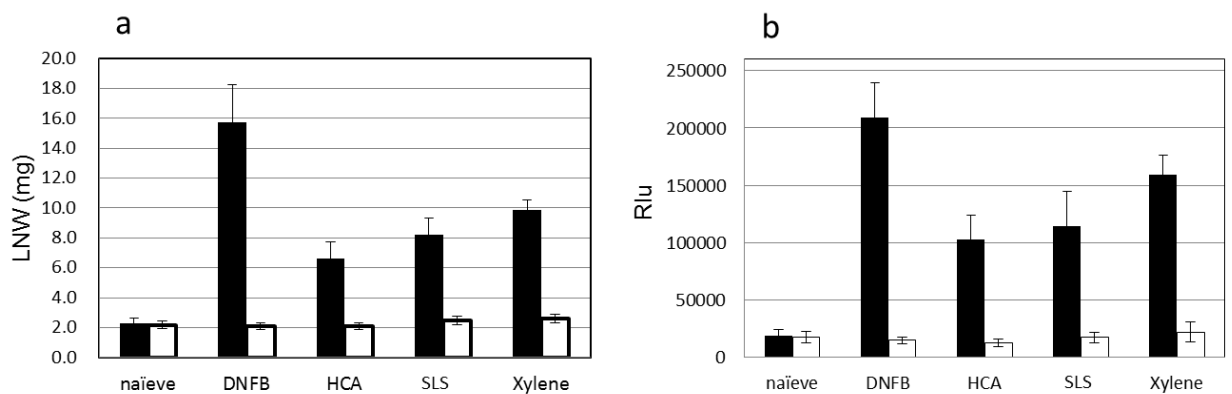 a
20.0
18.0
16.0
14.0
12.0
10.0
8.0
6.0
4.0
2.0
0.0
LNW (mg)
naïeve DNFB HCA SLS Xylene
b
250000
200000
150000
100000
50000
0
Rlu
naïeve DNFB HCA SLS Xylene